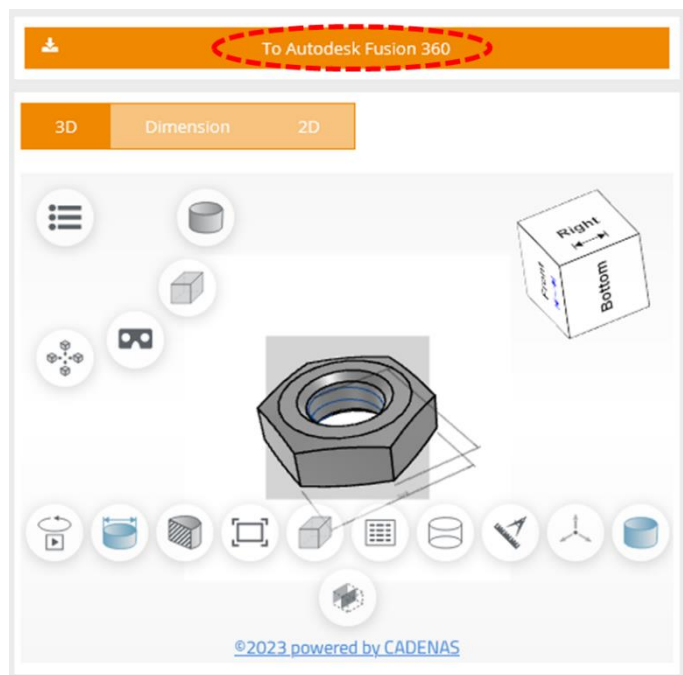 To Autodesk Fusion 360
3D Dimension 2D
Right
Front
Bottom
©2023 powered by CADENAS